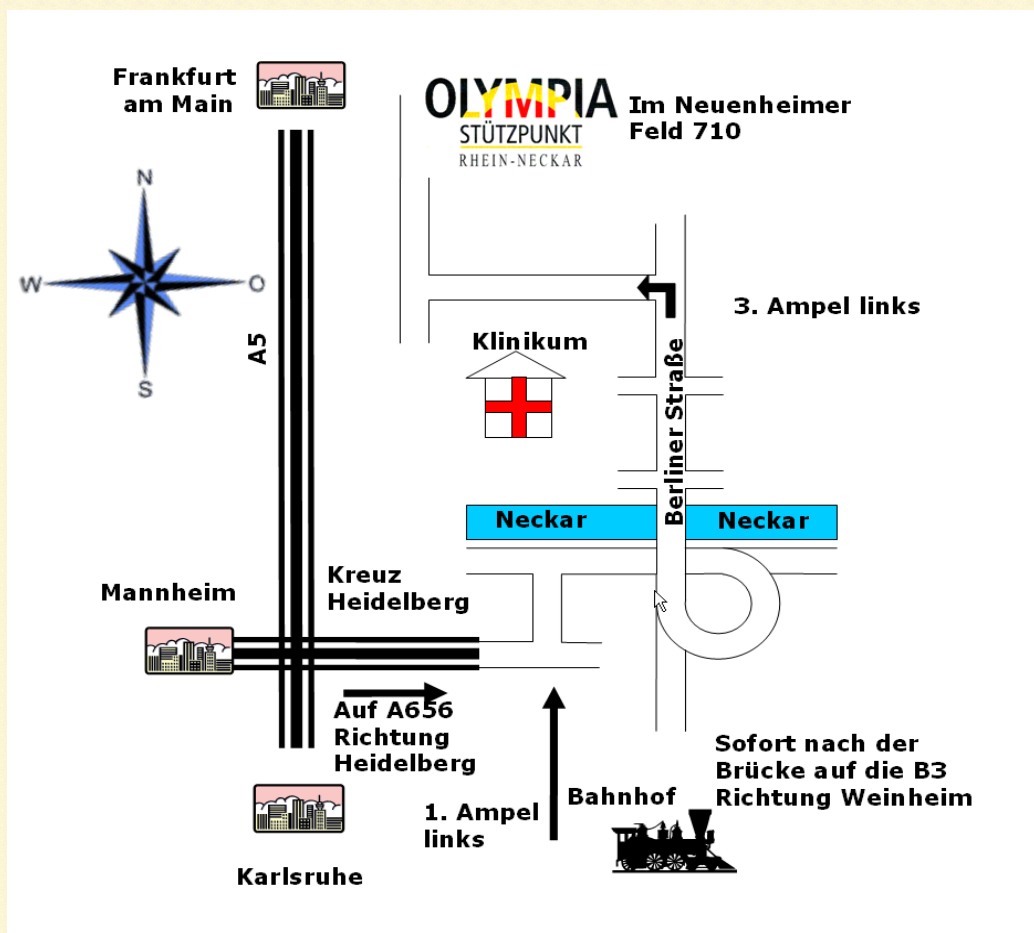 Frankfurt
am Main
OLYMPIA
STÜTZPUNKT
RHEIN-NECKAR
Im Neuenheimer
Feld 710
N
W
O
S
A5
3. Ampel links
Klinikum
Berliner Straße
Neckar
Neckar
Mannheim
Kreuz
Heidelberg
Auf A656
Richtung
Heidelberg
1. Ampel
links
Bahnhof
Sofort nach der
Brücke auf die B3
Richtung Weinheim
Karlsruhe